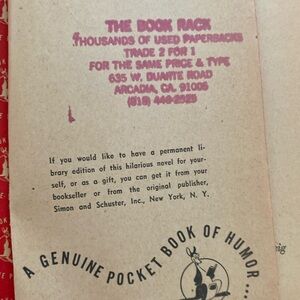 THE BOOK RACK
THOUSANDS OF USED PAPERBACKS
TRADE 2 FOR 1
FOR THE SAME PRICE & TYPE
635 W. DUARTE ROAD
ARCADIA, CA. 91006
(818) 446-2525
If you would like to have a permanent li-
brary edition of this hilarious novel for your-
self, or as a gift, you can get it from your
bookseller or from the original publisher,
Simon and Schuster, Inc., New York, N. Y.
A GENUINE POCKET BOOK OF HUMOR...